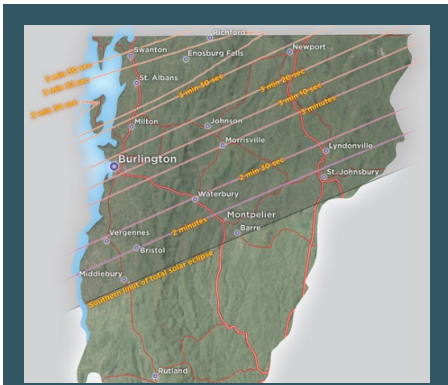 Richford
Swanton
Enosburg Falls
Newport
3 min 20 sec
St. Albans
3 min 30 sec
3 min 10 sec
3 minutes
Milton
Johnson
Morrisville
Lyndonville
Burlington
2 min 30 sec
St. Johnsbury
Waterbury
Montpelier
2 minutes
Barre
Vergennes
Bristol
Middlebury
Southern limit of total solar eclipse
Rutland